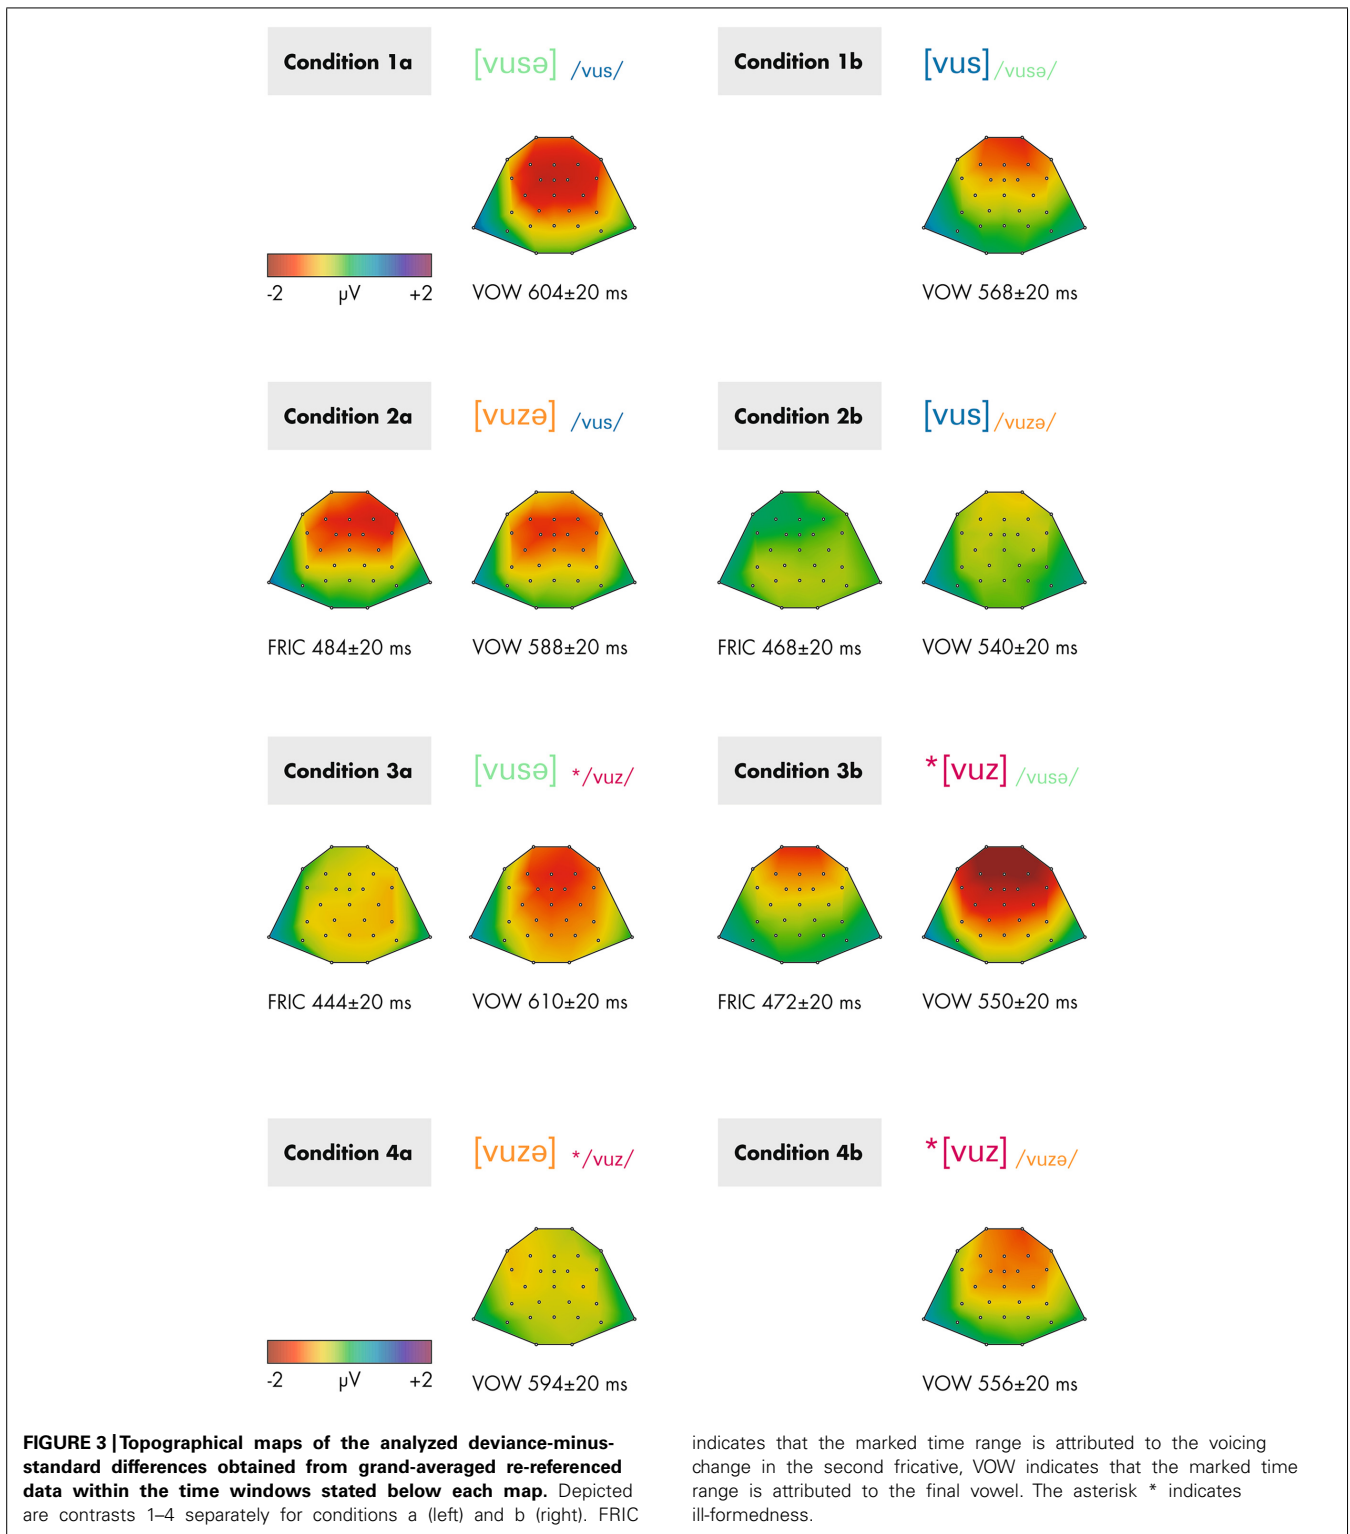 Condition 1a [vusə] /vus/
Condition 1b [vus] /vusə/
-2 µV +2
VOW 604±20 ms
VOW 568±20 ms
Condition 2a [vuzə] /vus/
Condition 2b [vus] /vuzə/
FRIC 484±20 ms
VOW 588±20 ms
FRIC 468±20 ms
VOW 540±20 ms
Condition 3a [vusə] */vuz/
Condition 3b *[vuz] /vusə/
FRIC 444±20 ms
VOW 610±20 ms
FRIC 472±20 ms
VOW 550±20 ms
Condition 4a [vuzə] */vuz/
Condition 4b *[vuz] /vuzə/
-2 µV +2
VOW 594±20 ms
VOW 556±20 ms
FIGURE 3 | Topographical maps of the analyzed deviance-minus-
standard differences obtained from grand-averaged re-referenced
data within the time windows stated below each map. Depicted
are contrasts 1–4 separately for conditions a (left) and b (right). FRIC
indicates that the marked time range is attributed to the voicing
change in the second fricative, VOW indicates that the marked time
range is attributed to the final vowel. The asterisk * indicates
ill-formedness.